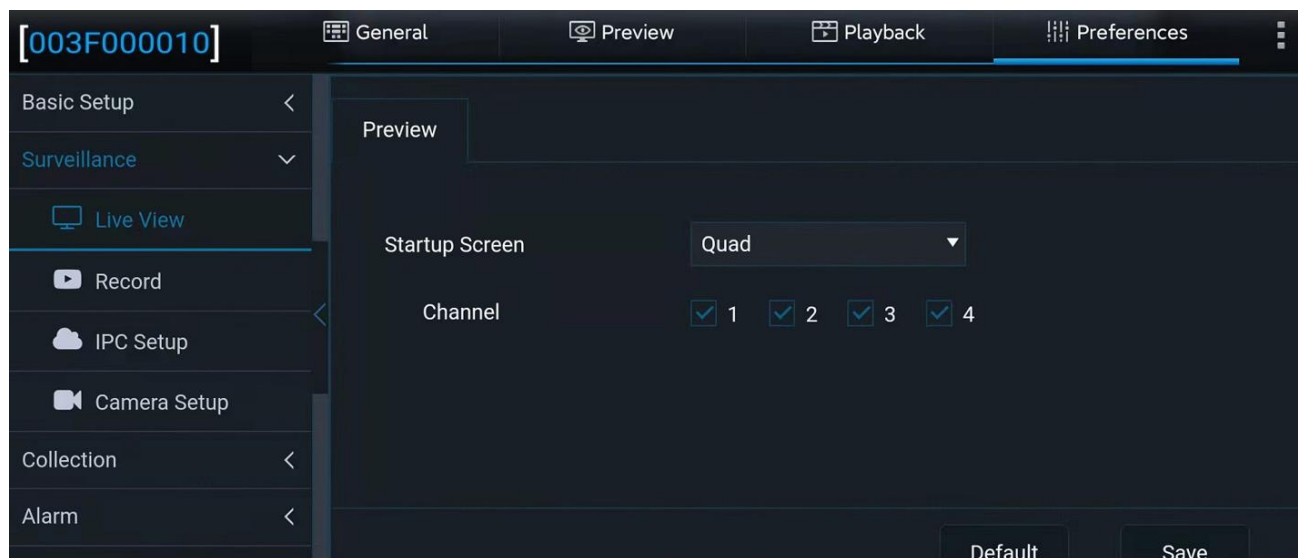 [003F000010]
General
Preview
Playback
Preferences
Basic Setup
Surveillance
Live View
Record
IPC Setup
Camera Setup
Collection
Alarm
Preview
Startup Screen
Quad
Channel
1 2 3 4
Default
Save